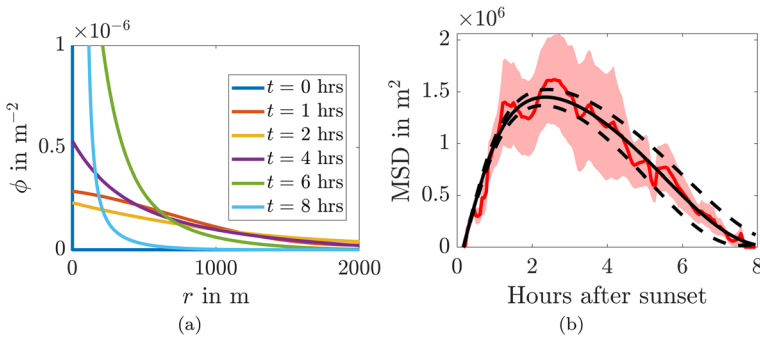 ×10⁻⁶
1
0.5
0
ϕ in m⁻²
t = 0 hrs
t = 1 hrs
t = 2 hrs
t = 4 hrs
t = 6 hrs
t = 8 hrs
0 1000 2000
r in m
(a)
×10⁶
2
1.5
1
0.5
0
MSD in m²
0 2 4 6 8
Hours after sunset
(b)